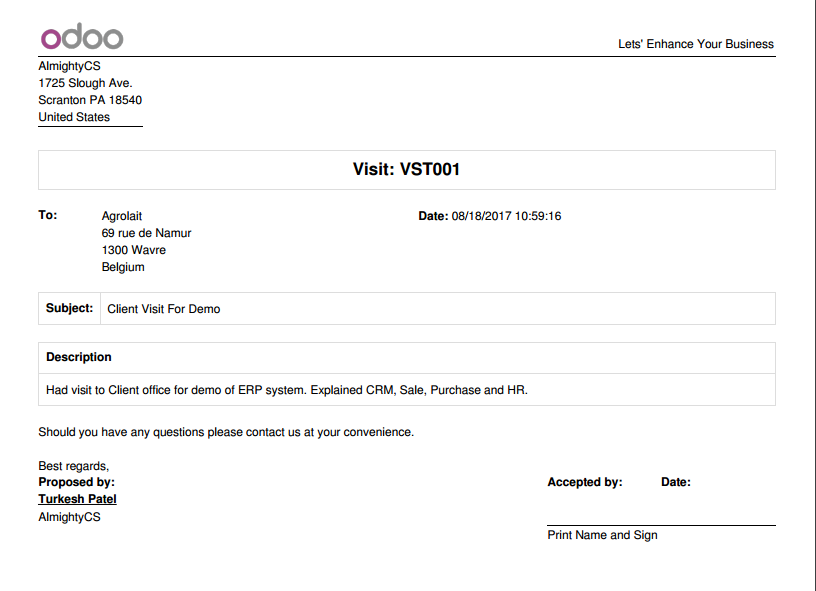 odoo
Lets' Enhance Your Business
AlmightyCS
1725 Slough Ave.
Scranton PA 18540
United States
Visit: VST001
To: Agrolait Date: 08/18/2017 10:59:16
69 rue de Namur
1300 Wavre
Belgium
Subject: Client Visit For Demo
Description
Had visit to Client office for demo of ERP system. Explained CRM, Sale, Purchase and HR.
Should you have any questions please contact us at your convenience.
Best regards,
Proposed by: Accepted by: Date:
Turkesh Patel
AlmightyCS
Print Name and Sign